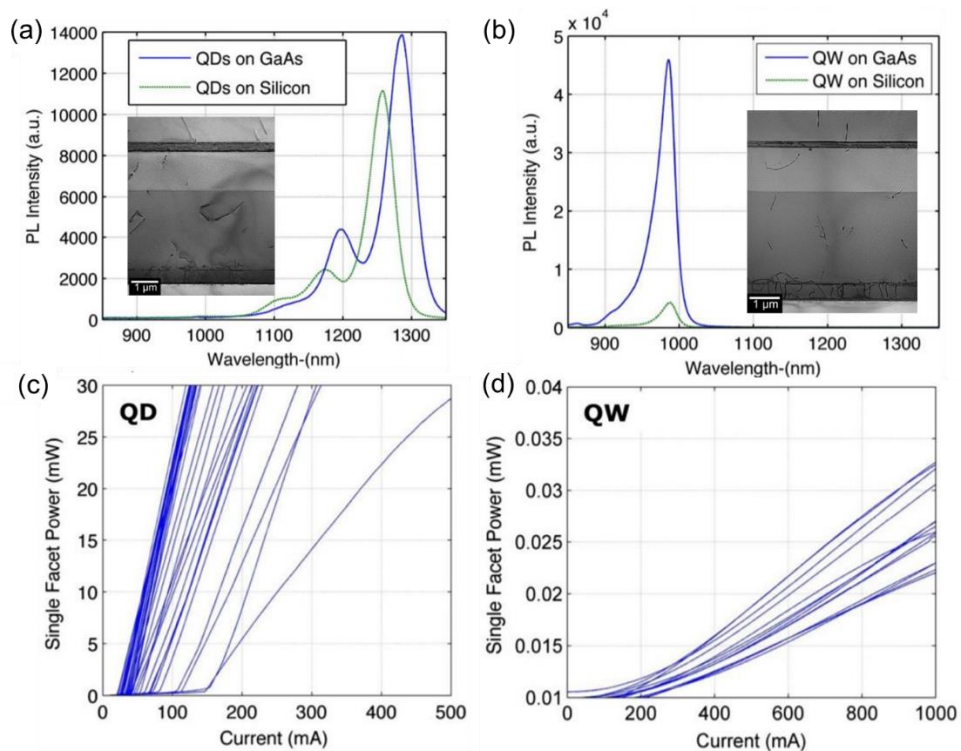 (a)
14000
12000
10000
8000
6000
4000
2000
0
PL Intensity (a.u.)
QDs on GaAs
QDs on Silicon
1 µm
900 1000 1100 1200 1300
Wavelength-(nm)
(b)
x 10⁴
5
4
3
2
1
0
PL Intensity (a.u.)
QW on GaAs
QW on Silicon
1 µm
900 1000 1100 1200 1300
Wavelength-(nm)
(c)
30
25
20
15
10
5
0
Single Facet Power (mW)
QD
0 100 200 300 400 500
Current (mA)
(d)
0.04
0.035
0.03
0.025
0.02
0.015
0.01
Single Facet Power (mW)
QW
0 200 400 600 800 1000
Current (mA)